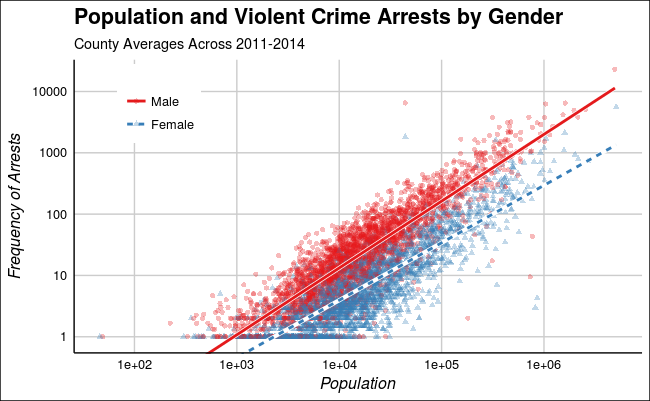 Population and Violent Crime Arrests by Gender
County Averages Across 2011-2014
Frequency of Arrests
10000
1000
100
10
1
Male
Female
1e+02 1e+03 1e+04 1e+05 1e+06
Population